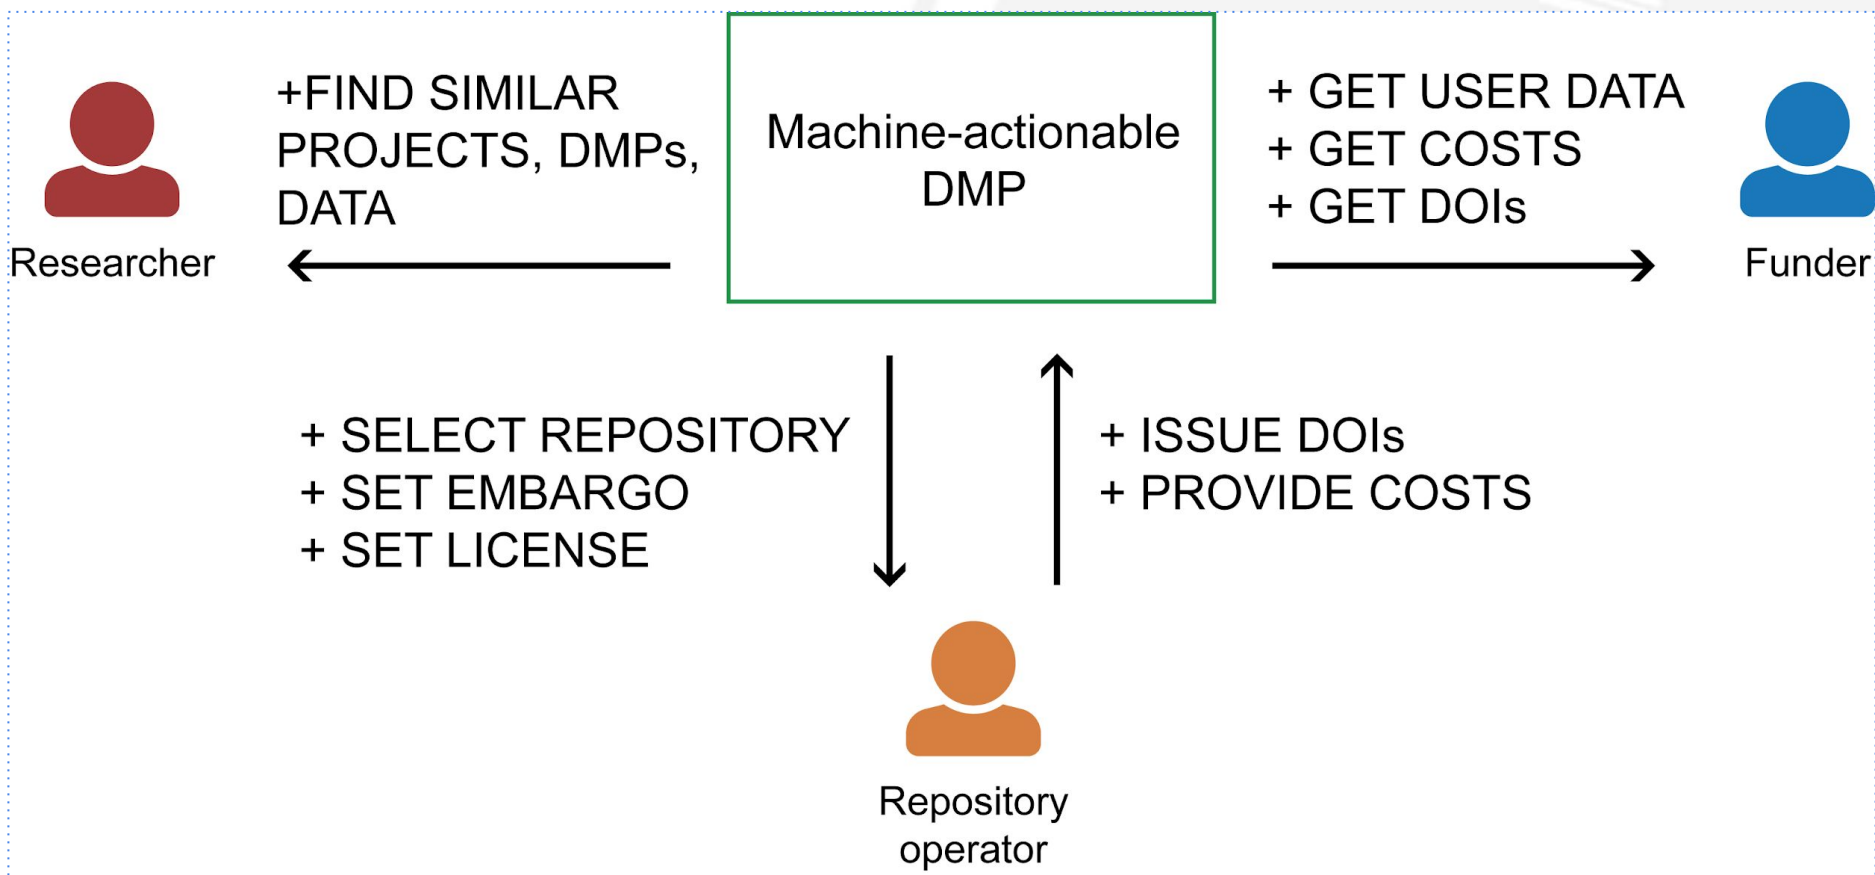 +FIND SIMILAR
PROJECTS, DMPs,
DATA
Researcher
Machine-actionable
DMP
+ GET USER DATA
+ GET COSTS
+ GET DOIs
Funder
+ SELECT REPOSITORY
+ SET EMBARGO
+ SET LICENSE
+ ISSUE DOIs
+ PROVIDE COSTS
Repository
operator